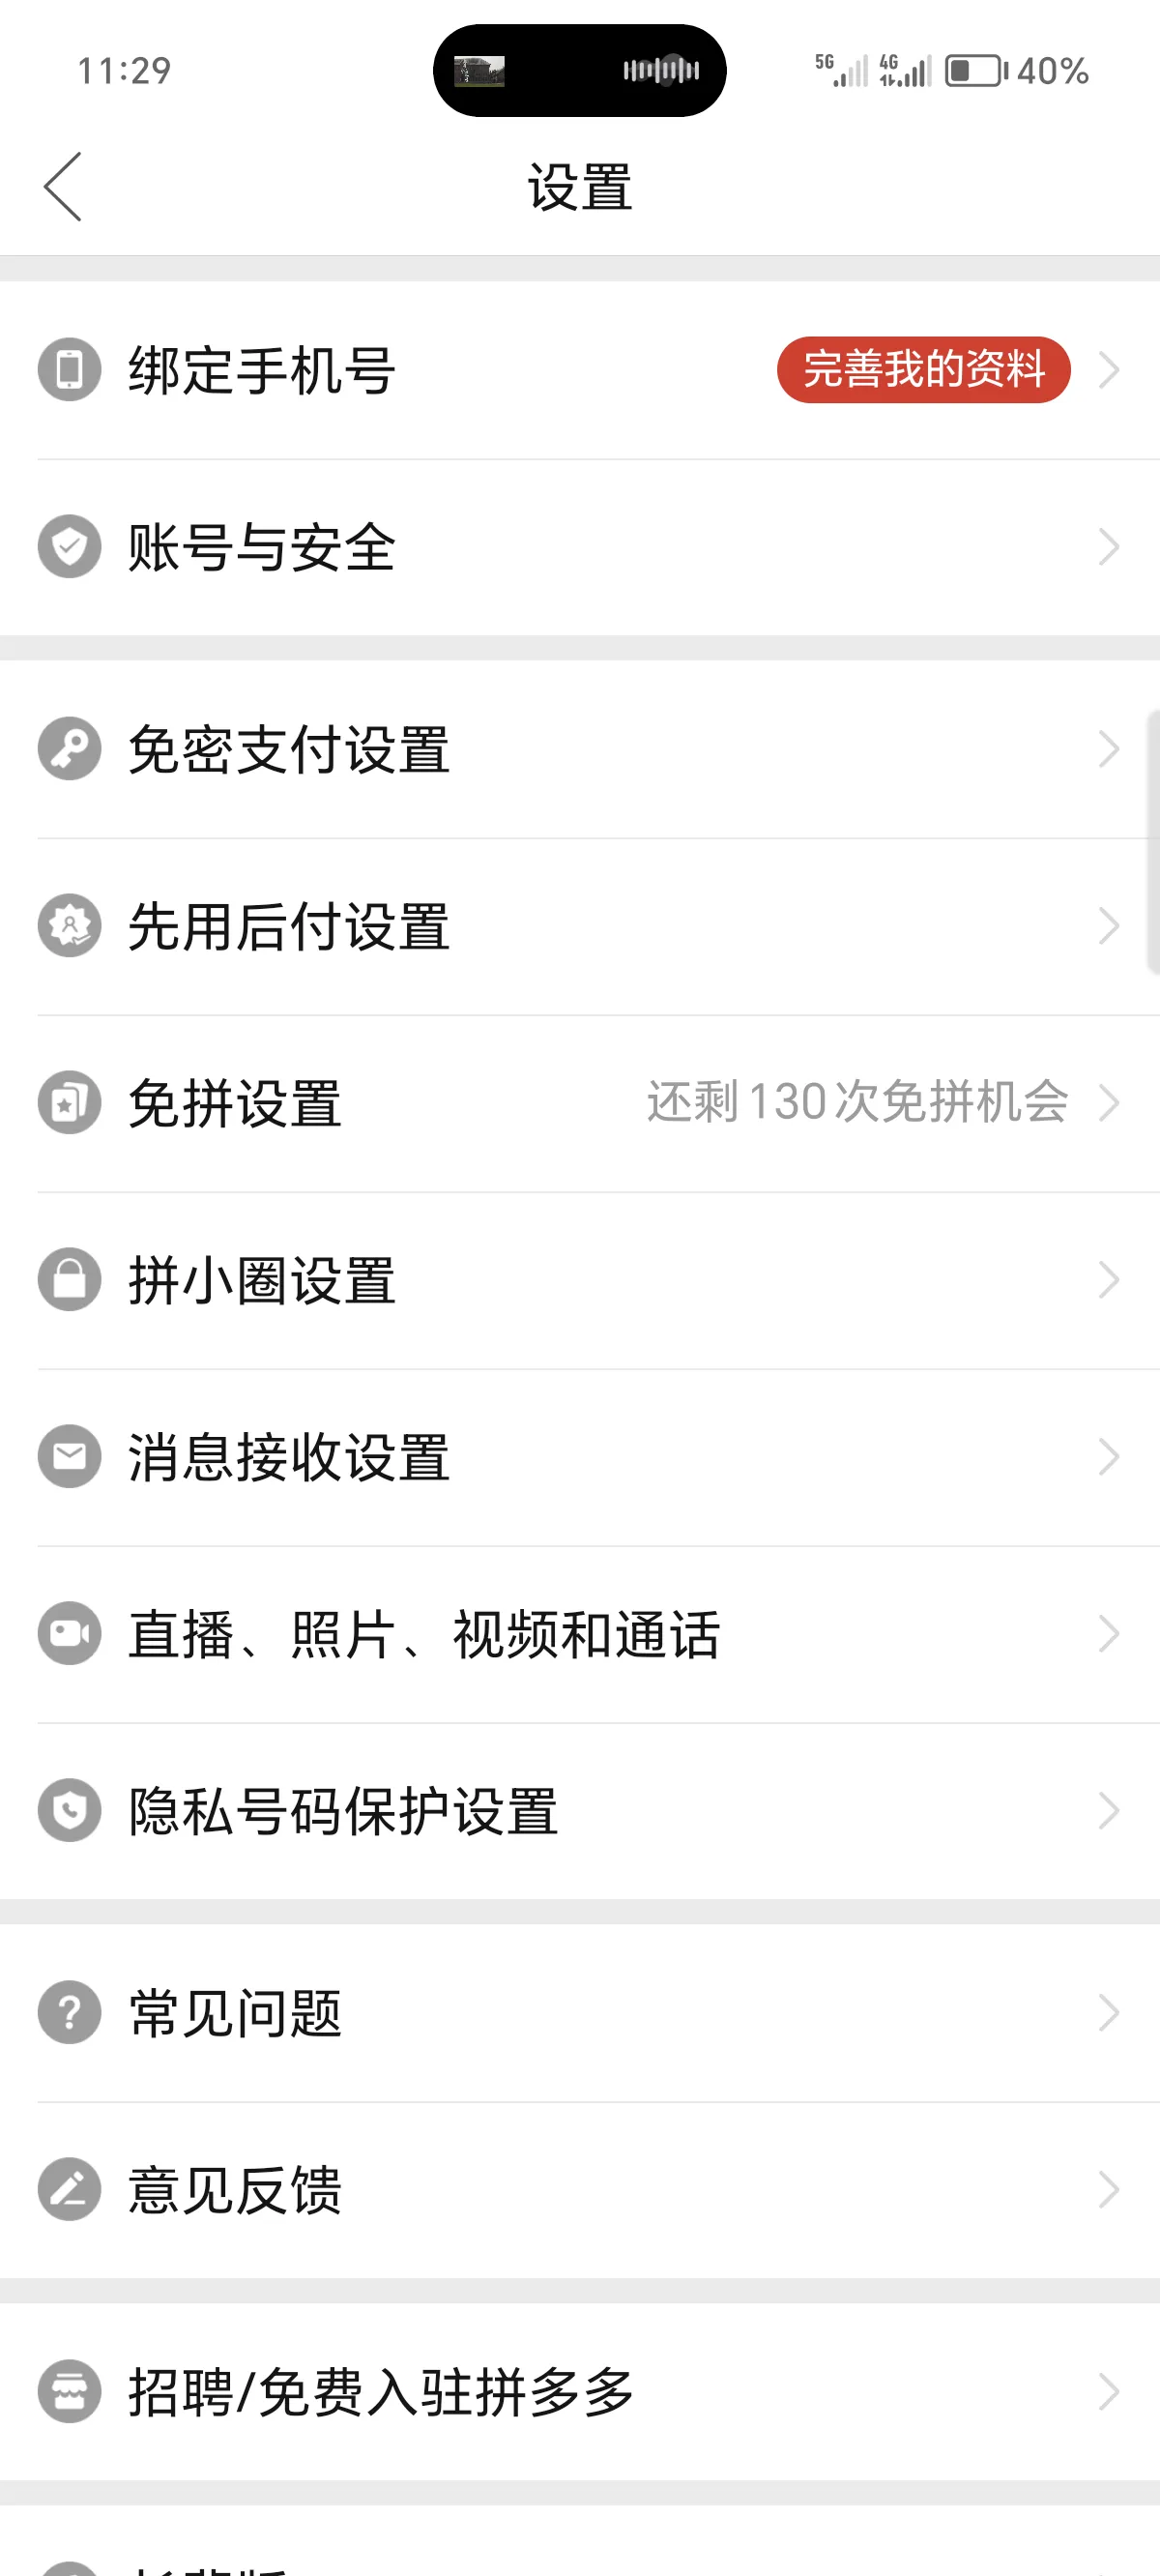 11:29
5G 4G 40%
设置
绑定手机号 完善我的资料
账号与安全
免密支付设置
先用后付设置
免拼设置 还剩130次免拼机会
拼小圈设置
消息接收设置
直播、照片、视频和通话
隐私号码保护设置
常见问题
意见反馈
招聘/免费入驻拼多多